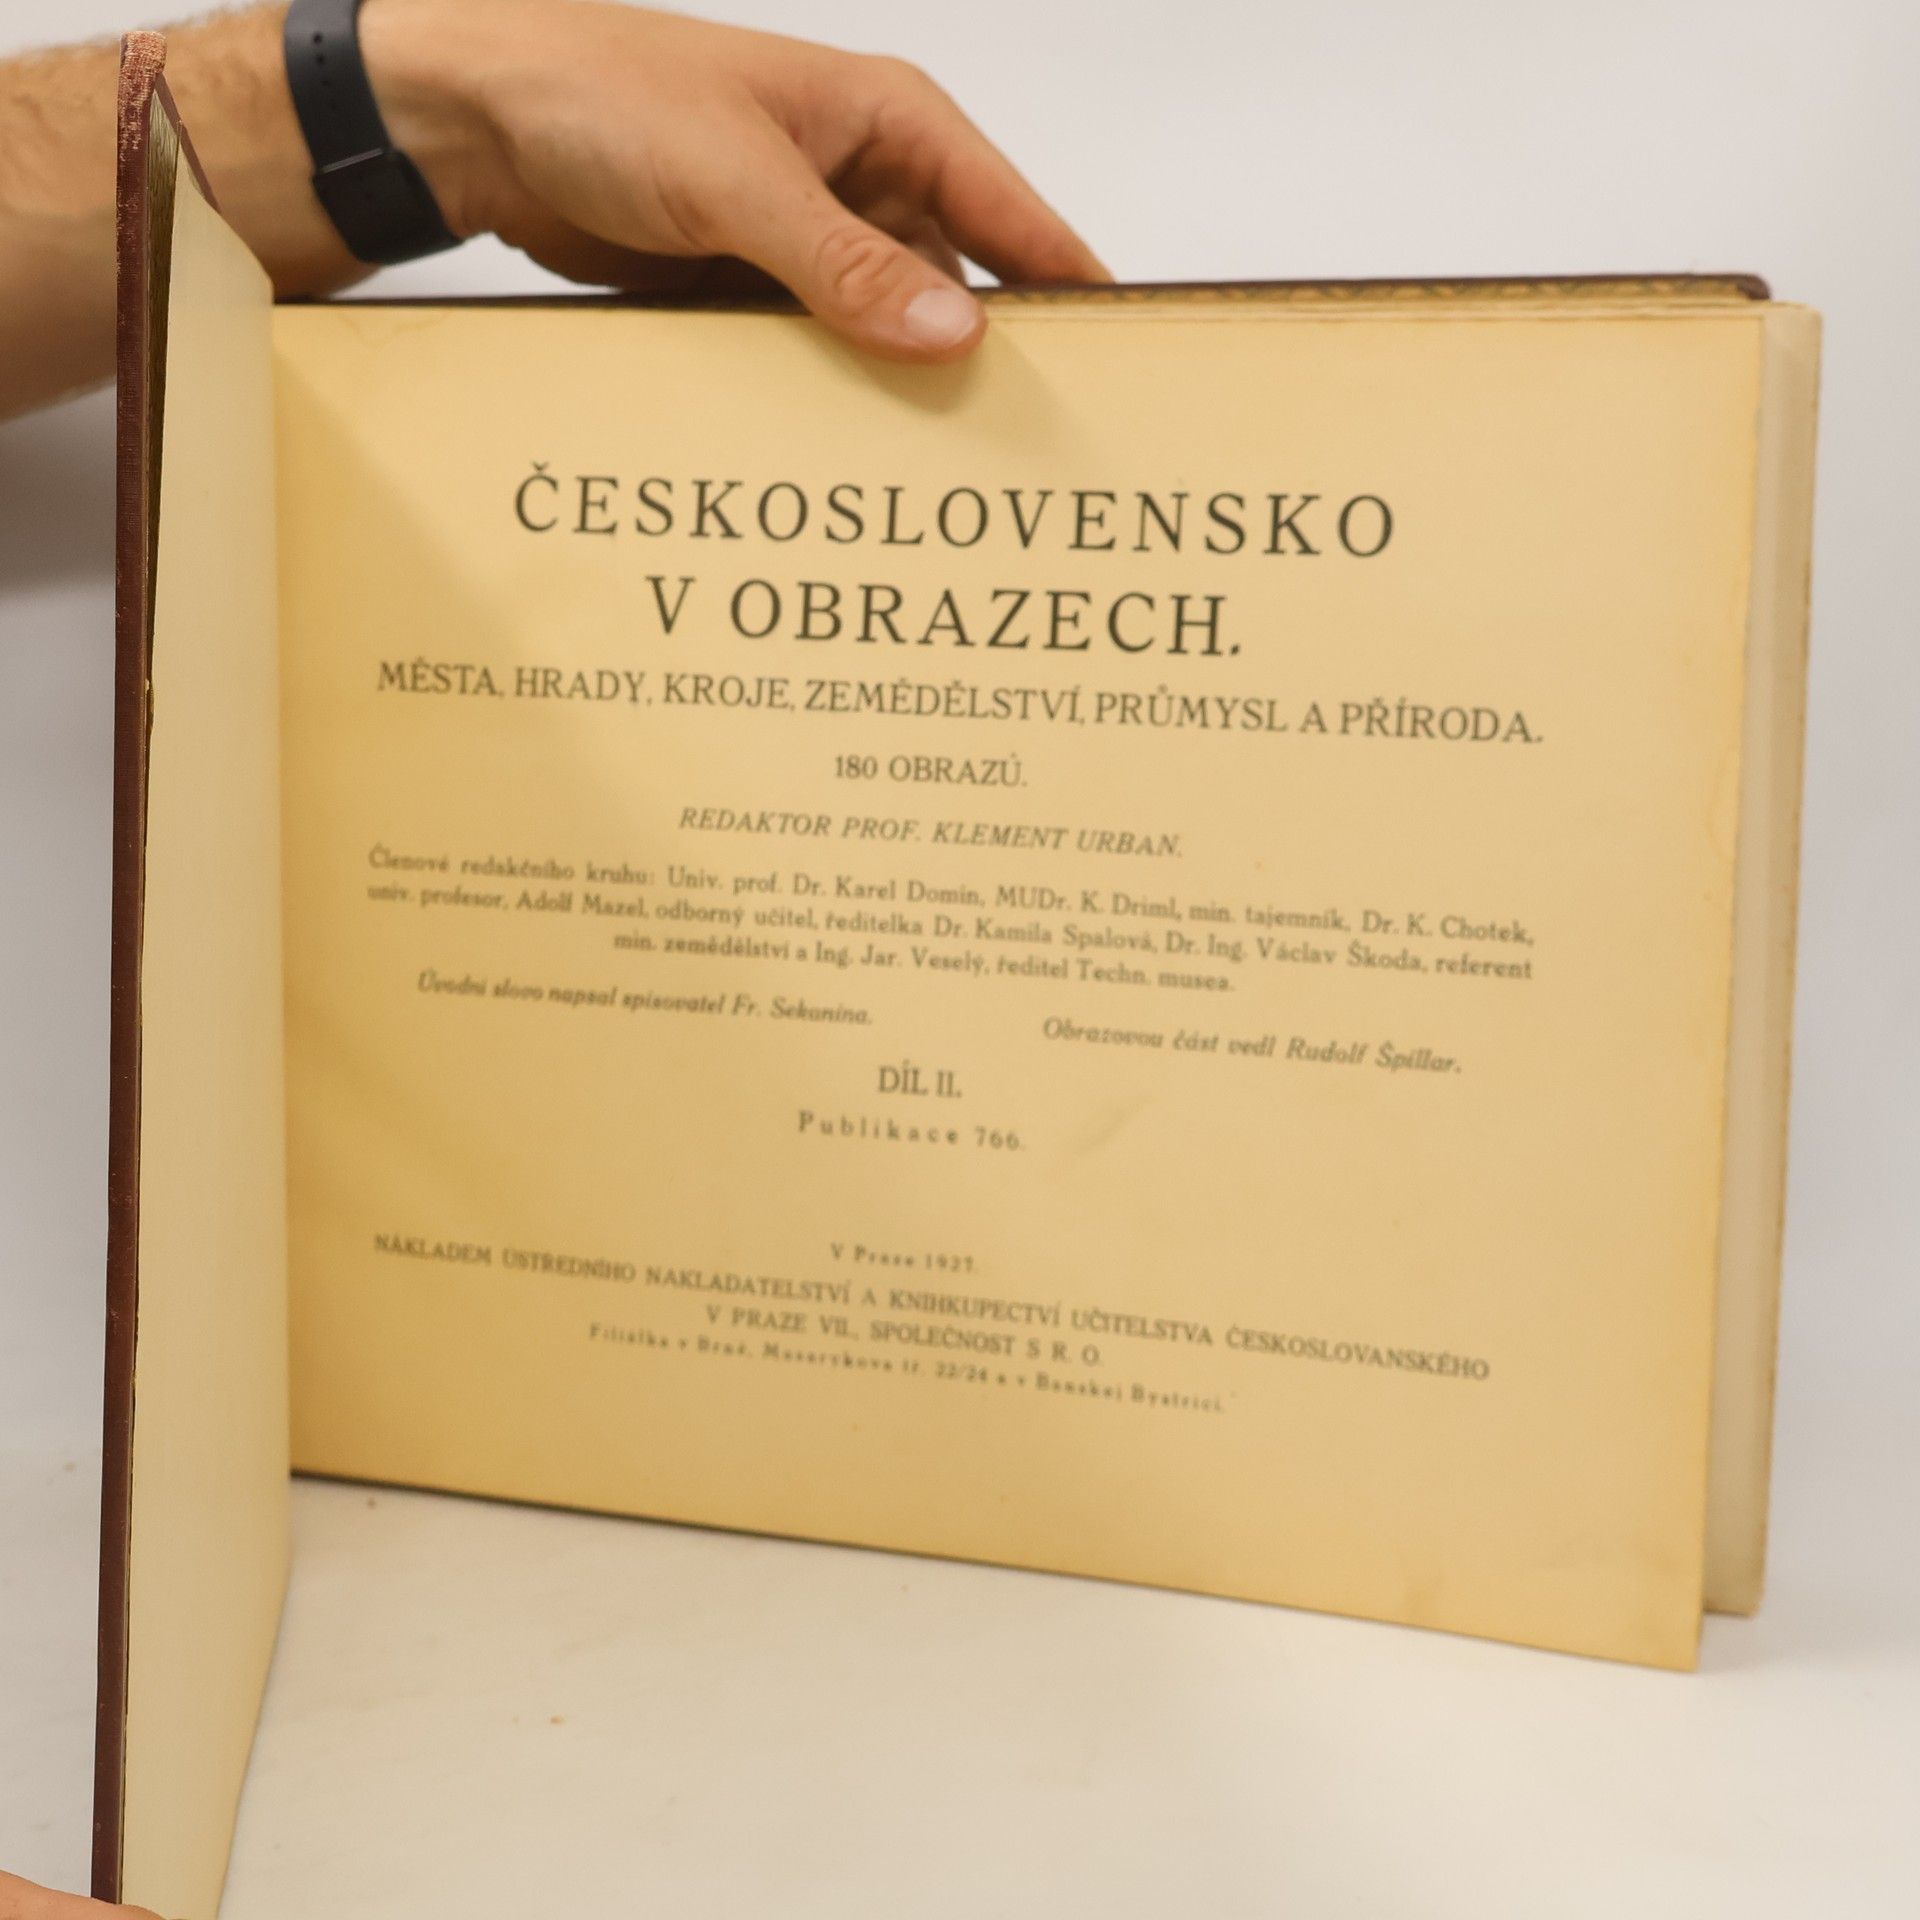 ČESKOSLOVENSKO
V OBRAZECH.
MĚSTA, HRADY, KROJE, ZEMĚDĚLSTVÍ, PRŮMYSL A PŘÍRODA.
180 OBRAZŮ.
REDAKTOR PROF. KLEMENT URBAN.
Členové redakčního kruhu: Univ. prof. Dr. Karel Domin, MUDr. K. Driml, min. tajemník, Dr. K. Chotek,
univ. profesor, Adolf Mazel, odborný učitel, ředitelka Dr. Kamila Spalová, Dr. Ing. Václav Škoda, referent
min. zemědělství a Ing. Jar. Veselý, ředitel Techn. musea.
Úvodní slovo napsal spisovatel Fr. Sekanina.
Obrazovou část vedl Rudolf Špillar.
DÍL II.
Publikace 766.
V Praze 1927.
NÁKLADEM ÚSTŘEDNÍHO NAKLADATELSTVÍ A KNIHKUPECTVÍ UČITELSTVA ČESKOSLOVANSKÉHO
V PRAZE VII., SPOLEČNOST S R. O.
Filiálka v Brně, Masarykova tř. 22/24 a v Banskej Bystrici.